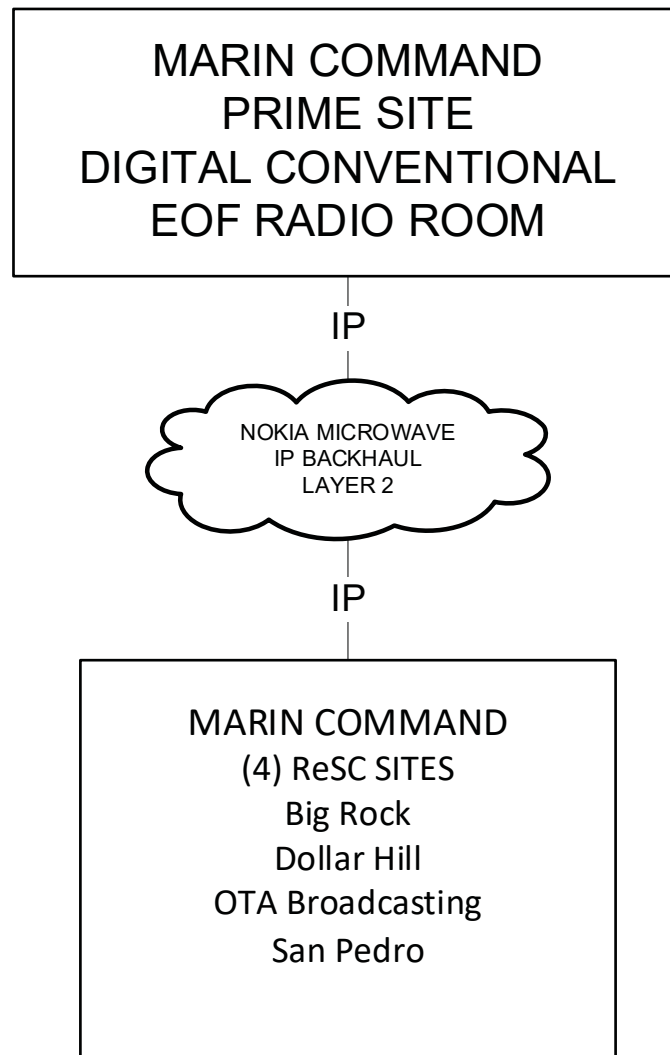 MARIN COMMAND
PRIME SITE
DIGITAL CONVENTIONAL
EOF RADIO ROOM
IP
NOKIA MICROWAVE
IP BACKHAUL
LAYER 2
IP
MARIN COMMAND
(4) ReSC SITES
Big Rock
Dollar Hill
OTA Broadcasting
San Pedro